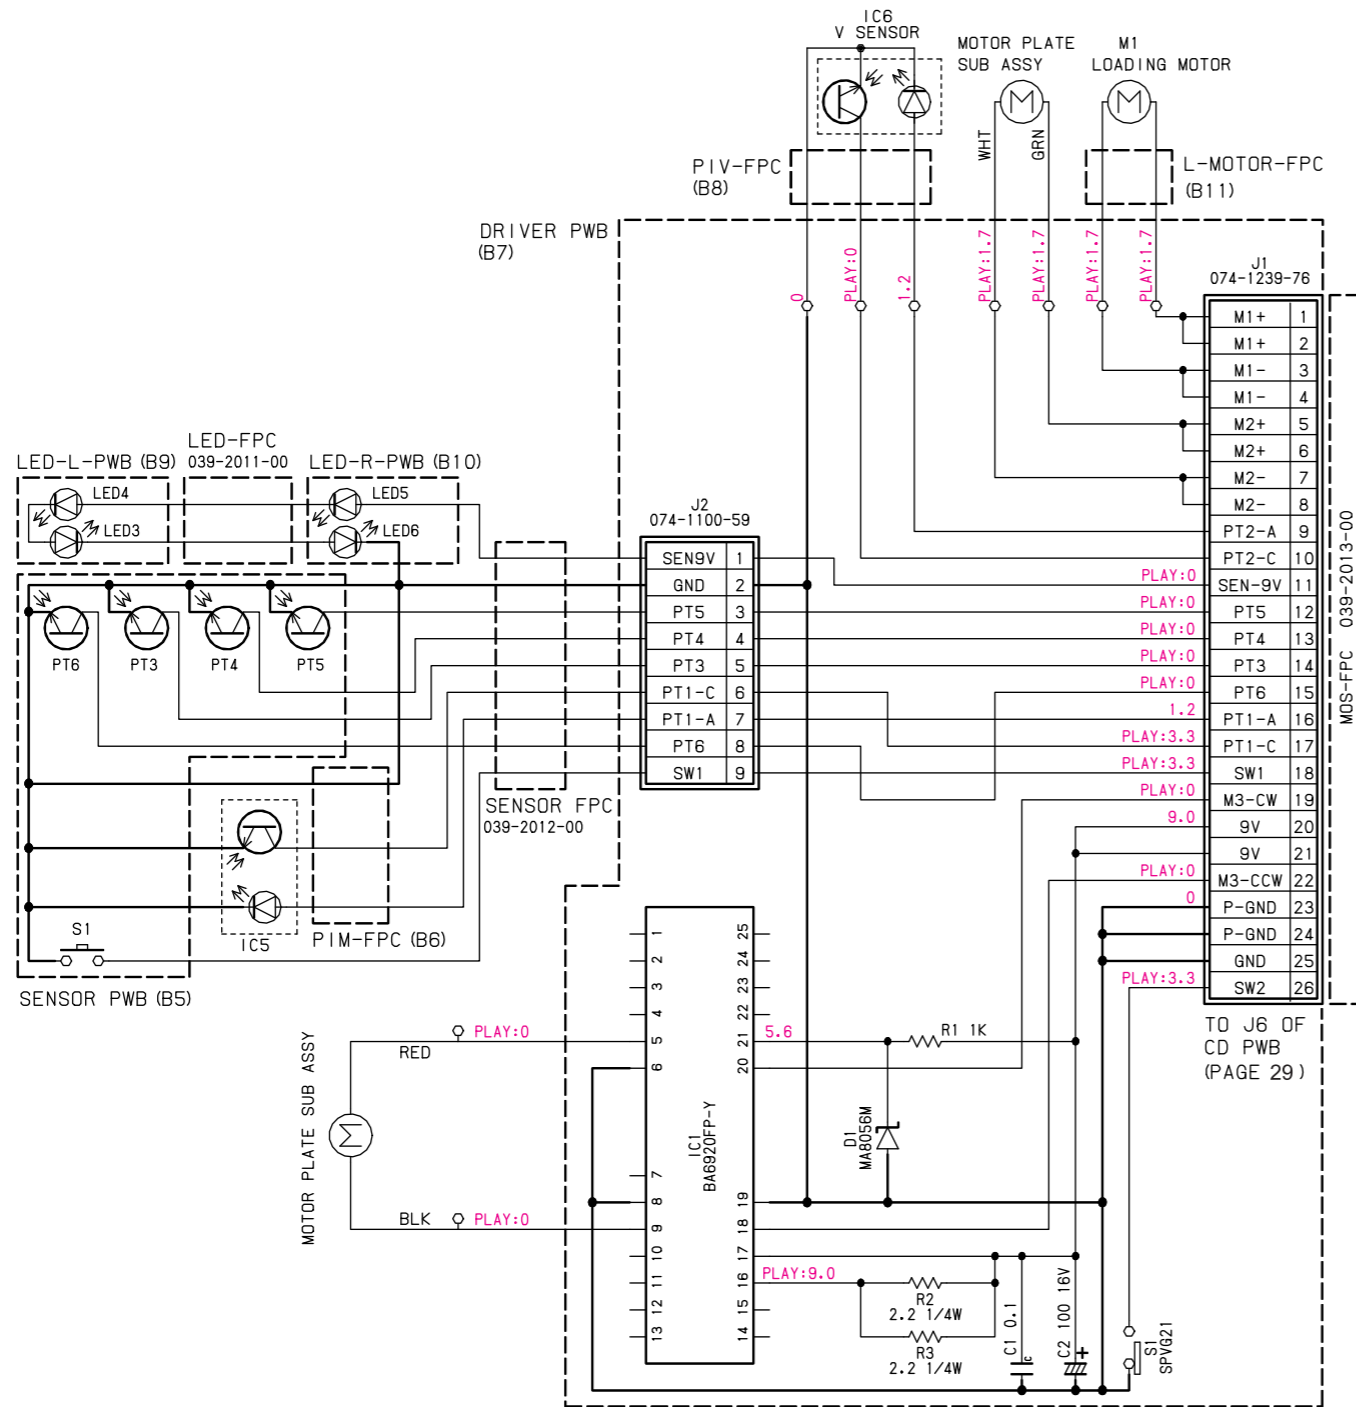 IC6
V SENSOR
MOTOR PLATE
SUB ASSY
M1
LOADING MOTOR
M
M
WHT
GRN
PIV-FPC
(B8)
L-MOTOR-FPC
(B11)
DRIVER PWB
(B7)
0
PLAY:0
1.2
PLAY:1.7
PLAY:1.7
PLAY:1.7
PLAY:1.7
J1
074-1239-76
M1+ 1
M1+ 2
M1- 3
M1- 4
M2+ 5
M2+ 6
M2- 7
M2- 8
PT2-A 9
PT2-C 10
PLAY:0 SEN-9V 11
PLAY:0 PT5 12
PLAY:0 PT4 13
PLAY:0 PT3 14
PLAY:0 PT6 15
1.2 PT1-A 16
PLAY:3.3 PT1-C 17
PLAY:3.3 SW1 18
PLAY:0 M3-CW 19
9.0 9V 20
9V 21
PLAY:0 M3-CCW 22
0 P-GND 23
P-GND 24
GND 25
PLAY:3.3 SW2 26
MOS-FPC 039-2013-00
TO J6 OF
CD PWB
(PAGE 29)
LED-FPC
039-2011-00
LED-L-PWB (B9)
LED-R-PWB (B10)
LED4
LED5
LED3
LED6
J2
074-1100-59
SEN9V 1
GND 2
PT5 3
PT4 4
PT3 5
PT1-C 6
PT1-A 7
PT6 8
SW1 9
PT6
PT3
PT4
PT5
SENSOR FPC
039-2012-00
S1
IC5
PIM-FPC (B6)
SENSOR PWB (B5)
MOTOR PLATE SUB ASSY
M
RED
PLAY:0
BLK
PLAY:0
IC1
BA6920FP-Y
1
2
3
4
5
6
7
8
9
10
11
12
13
25
24
23
22
21
20
19
18
17
16
15
14
5.6
R1 1K
D1
MA8056M
PLAY:9.0
R2
2.2 1/4W
R3
2.2 1/4W
C1 0.1
c
C2 100 16V
+
S1
SPVG21